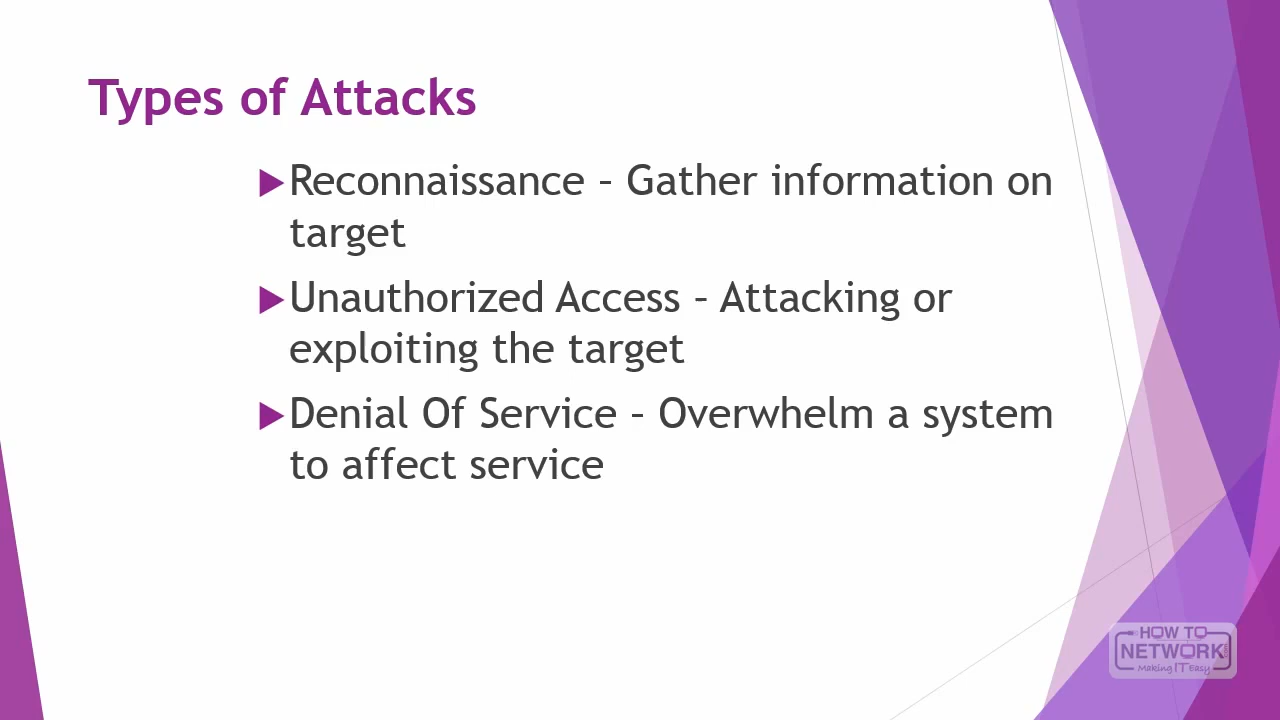 Types of Attacks
Reconnaissance – Gather information on
target
Unauthorized Access – Attacking or
exploiting the target
Denial Of Service – Overwhelm a system
to affect service
HOW TO
NETWORK.com
Making IT Easy